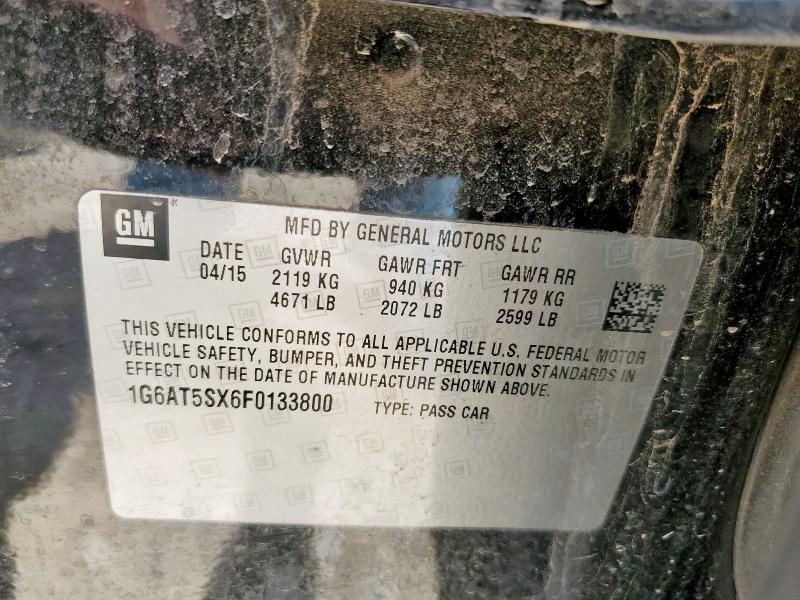 GM
MFD BY GENERAL MOTORS LLC
DATE GVWR GAWR FRT GAWR RR
04/15 2119 KG 940 KG 1179 KG
4671 LB 2072 LB 2599 LB
THIS VEHICLE CONFORMS TO ALL APPLICABLE U.S. FEDERAL MOTOR
VEHICLE SAFETY, BUMPER, AND THEFT PREVENTION STANDARDS IN
EFFECT ON THE DATE OF MANUFACTURE SHOWN ABOVE.
1G6AT5SX6F0133800 TYPE: PASS CAR